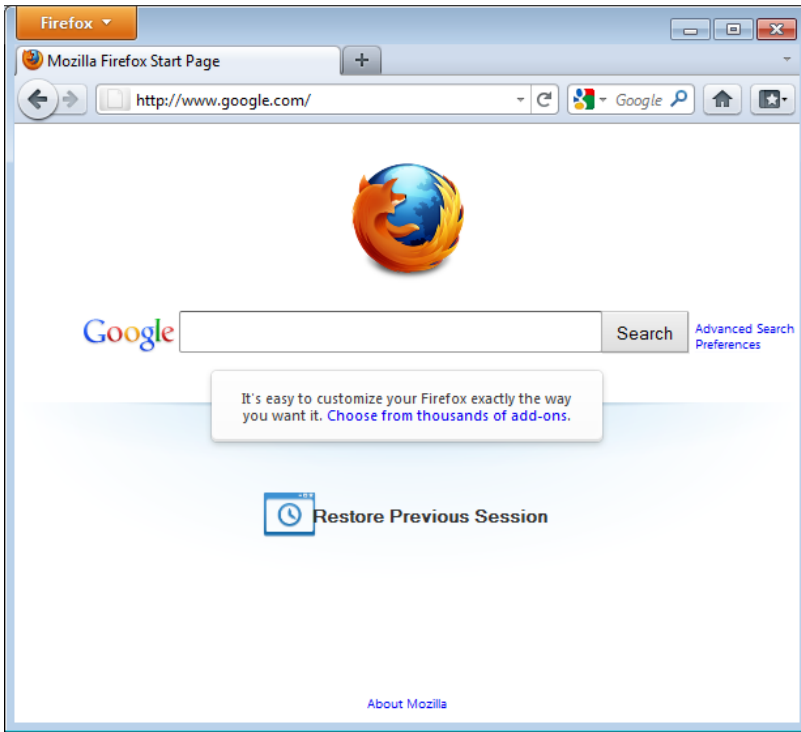 Firefox
Mozilla Firefox Start Page
http://www.google.com/
Google
Google
Search
Advanced Search
Preferences
It's easy to customize your Firefox exactly the way
you want it. Choose from thousands of add-ons.
Restore Previous Session
About Mozilla